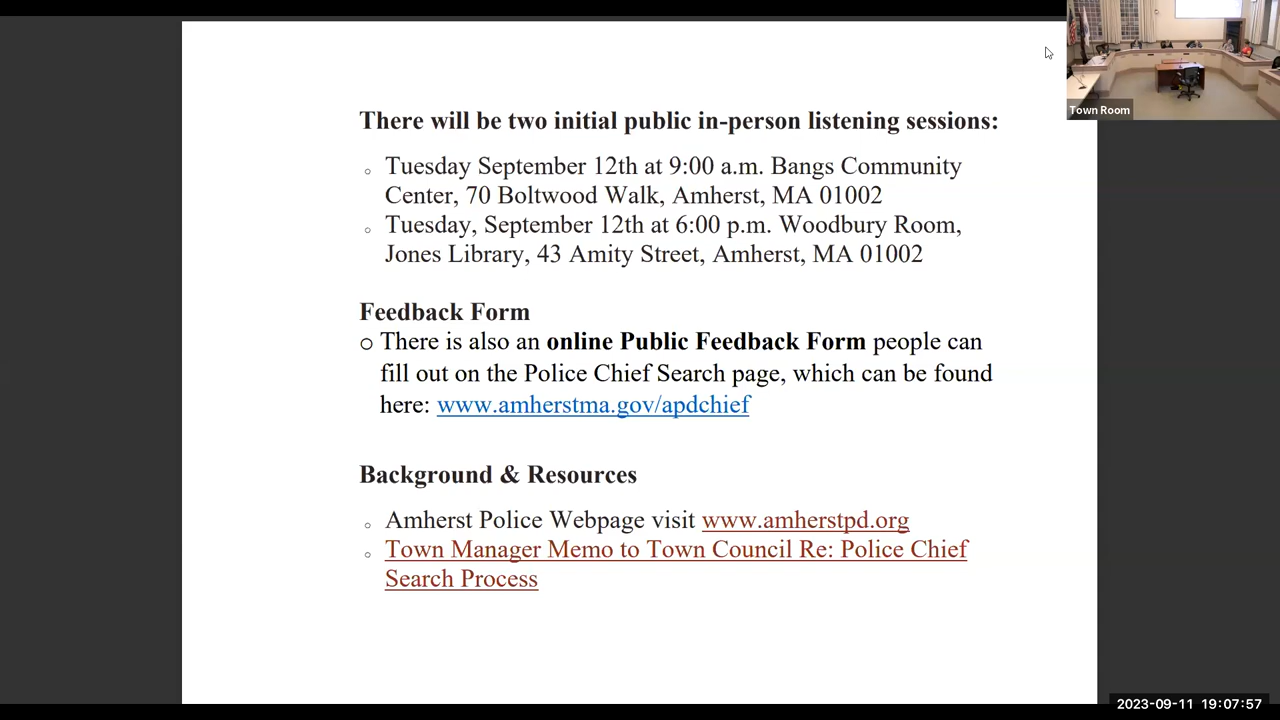 There will be two initial public in-person listening sessions:
Tuesday September 12th at 9:00 a.m. Bangs Community
Center, 70 Boltwood Walk, Amherst, MA 01002
Tuesday, September 12th at 6:00 p.m. Woodbury Room,
Jones Library, 43 Amity Street, Amherst, MA 01002
Feedback Form
There is also an online Public Feedback Form people can
fill out on the Police Chief Search page, which can be found
here: www.amherstma.gov/apdchief
Background & Resources
Amherst Police Webpage visit www.amherstpd.org
Town Manager Memo to Town Council Re: Police Chief
Search Process
Town Room
2023-09-11 19:07:57